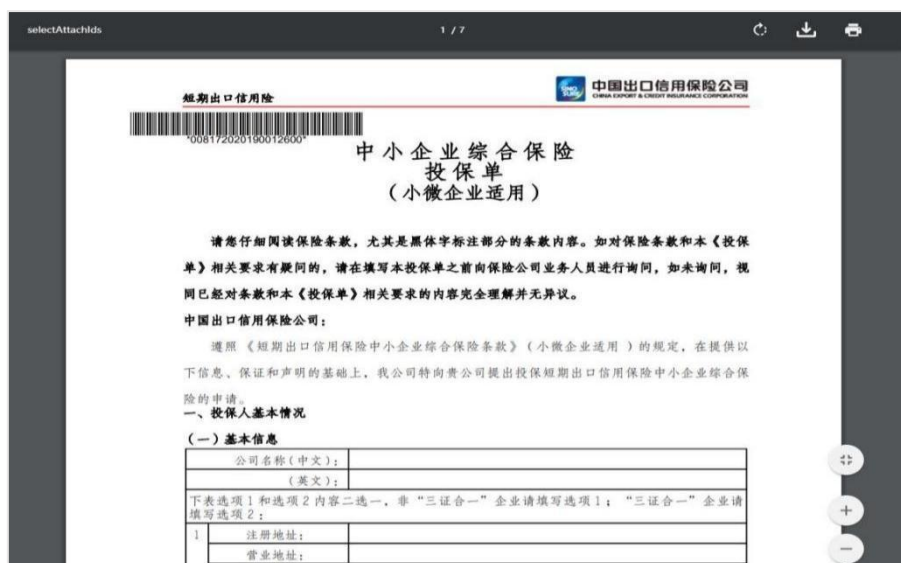 selectAttachIds
1 / 7
短期出口信用险
中国出口信用保险公司
CHINA EXPORT & CREDIT INSURANCE CORPORATION
*008172020190012600*
中小企业综合保险
投保单
（小微企业适用）
请您仔细阅读保险条款，尤其是黑体字标注部分的条款内容。如对保险条款和本《投保
单》相关要求有疑问的，请在填写本投保单之前向保险公司业务人员进行询问，如未询问，视
同已经对条款和本《投保单》相关要求的内容完全理解并无异议。
中国出口信用保险公司：
遵照 《短期出口信用保险中小企业综合保险条款》（小微企业适用 ）的规定，在提供以
下信息、保证和声明的基础上，我公司特向贵公司提出投保短期出口信用保险中小企业综合保
险的申请。
一、投保人基本情况
（一）基本信息
公司名称（中文）：
（英文）：
下表选项1和选项2内容二选一，非“三证合一”企业请填写选项1；“三证合一”企业请
填写选项2：
1 注册地址：
营业地址：